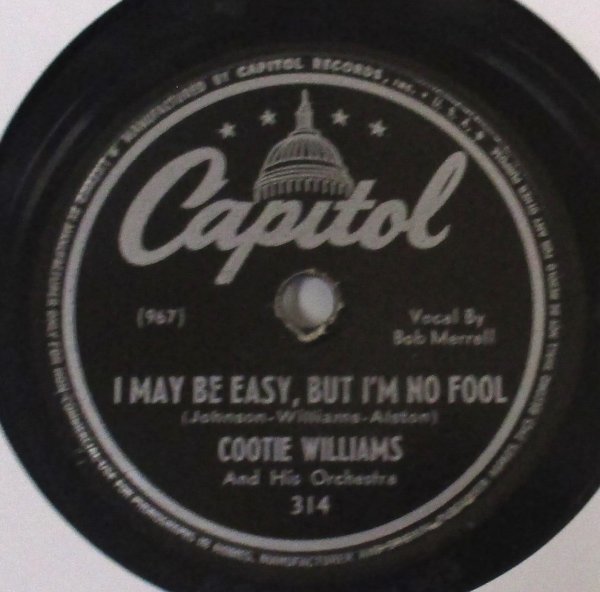 MANUFACTURED BY CAPITOL RECORDS, INC. U. S. A.
Capitol
(967)
Vocal By
Bob Merrell
I MAY BE EASY, BUT I'M NO FOOL
(Johnson-Williams-Alston)
COOTIE WILLIAMS
And His Orchestra
314